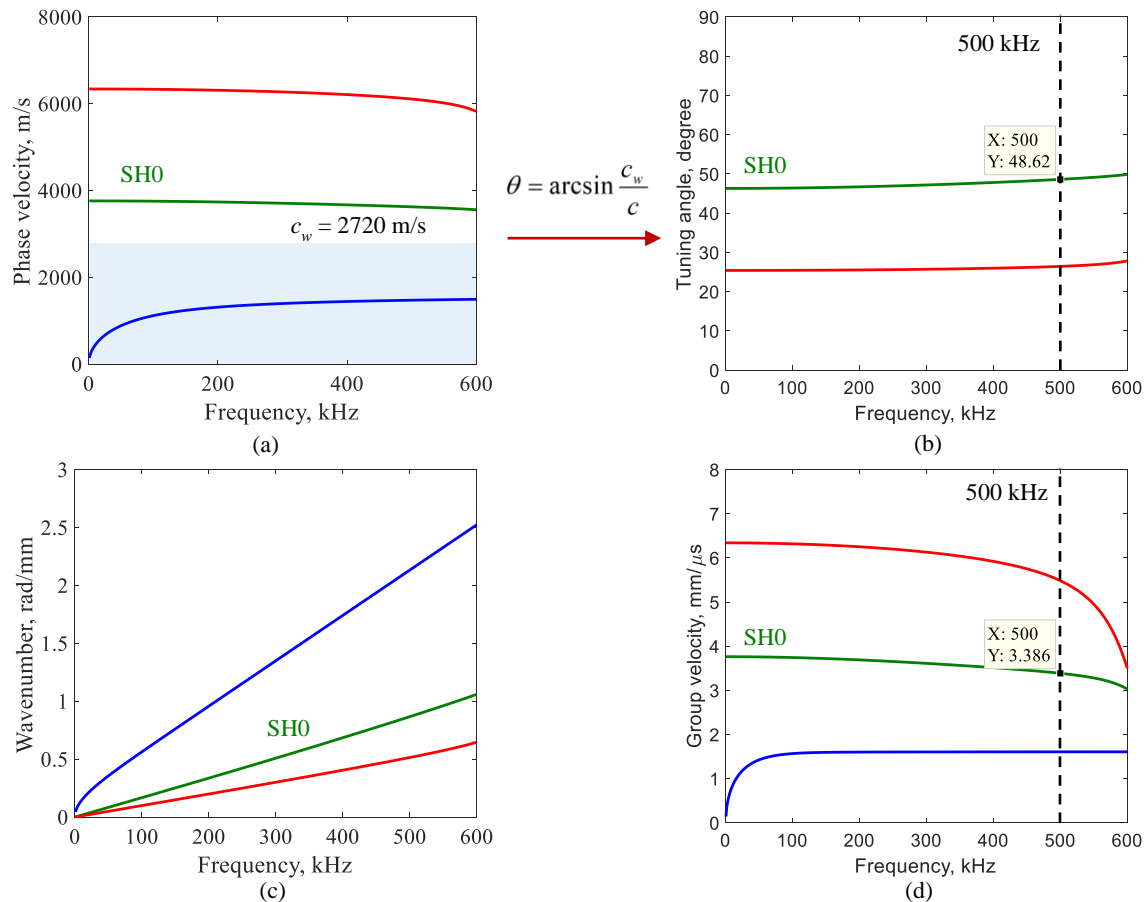 8000
6000
4000
2000
0
Phase velocity, m/s
SH0
c_w = 2720 m/s
0 200 400 600
Frequency, kHz
(a)
θ = arcsin c_w/c
90
80
70
60
50
40
30
20
10
0
Tuning angle, degree
500 kHz
SH0
X: 500
Y: 48.62
0 100 200 300 400 500 600
Frequency, kHz
(b)
3
2.5
2
1.5
1
0.5
0
Wavenumber, rad/mm
SH0
0 100 200 300 400 500 600
Frequency, kHz
(c)
8
7
6
5
4
3
2
1
0
Group velocity, mm/μs
500 kHz
SH0
X: 500
Y: 3.386
0 100 200 300 400 500 600
Frequency, kHz
(d)